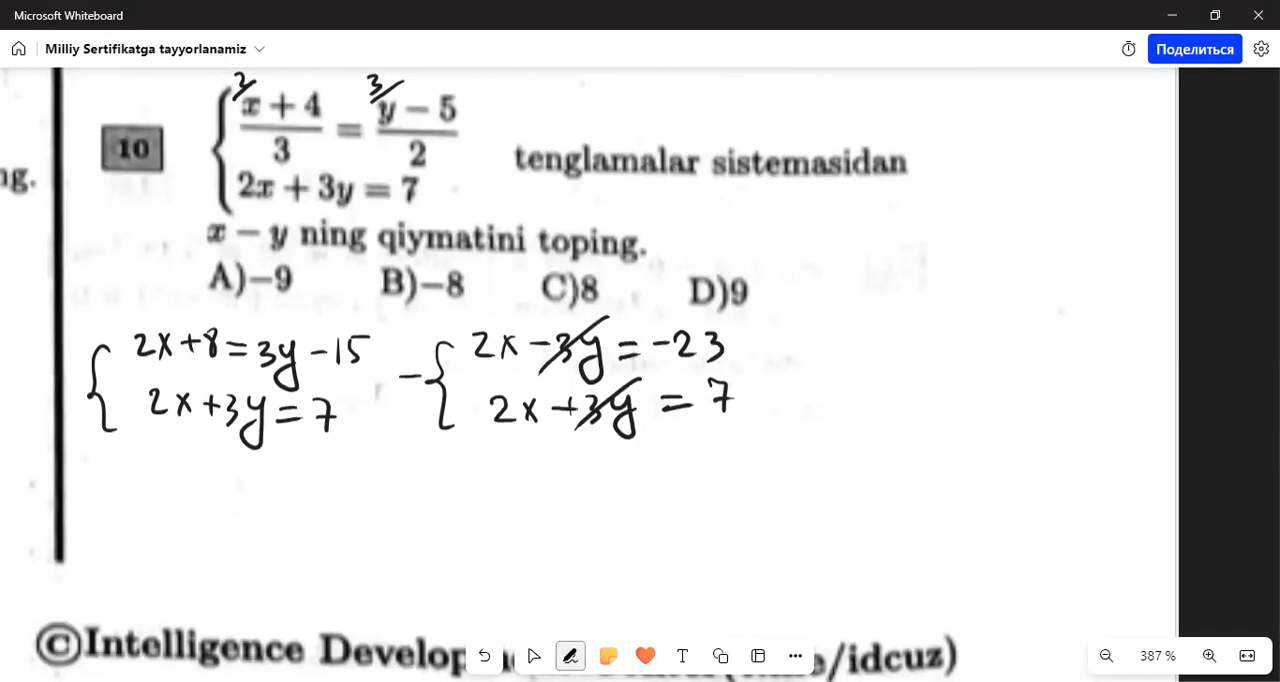 Microsoft Whiteboard
Milliy Sertifikatga tayyorlanamiz
Поделиться
ng.
10
2 3
x + 4 = y − 5
3 2
2x + 3y = 7
tenglamalar sistemasidan
x − y ning qiymatini toping.
A)−9 B)−8 C)8 D)9
2x+8=3y-15 - 2x-3y=-23
2x+3y=7 2x+3y=7
©Intelligence Develop
/idcuz)
387 %